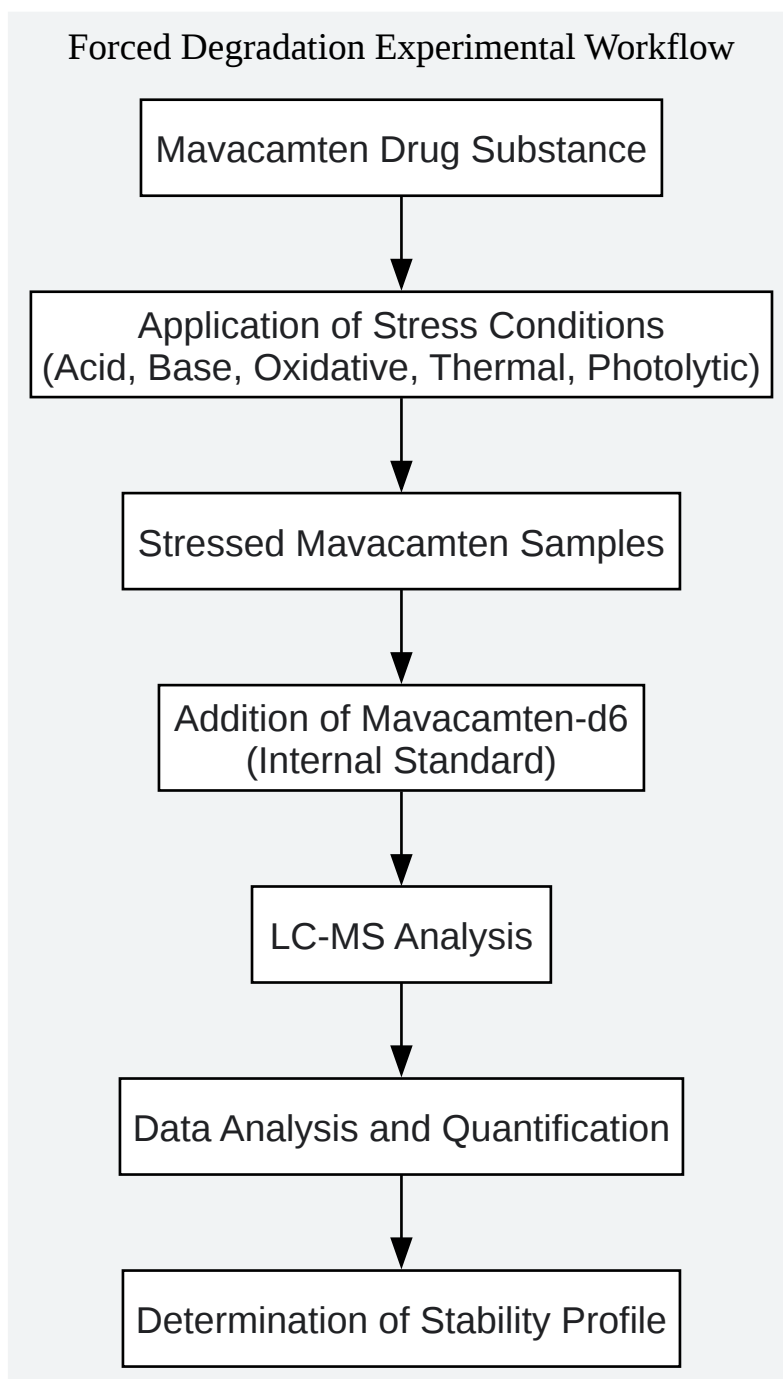 Forced Degradation Experimental Workflow
Mavacamten Drug Substance
Application of Stress Conditions
(Acid, Base, Oxidative, Thermal, Photolytic)
Stressed Mavacamten Samples
Addition of Mavacamten-d6
(Internal Standard)
LC-MS Analysis
Data Analysis and Quantification
Determination of Stability Profile